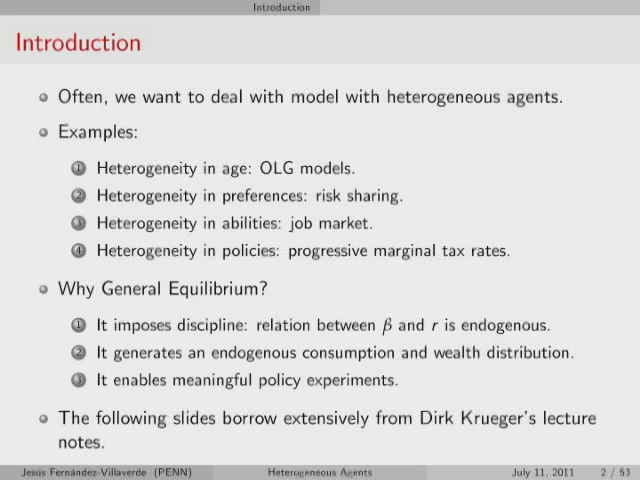 Introduction
Introduction
Often, we want to deal with model with heterogeneous agents.
Examples:
1 Heterogeneity in age: OLG models.
2 Heterogeneity in preferences: risk sharing.
3 Heterogeneity in abilities: job market.
4 Heterogeneity in policies: progressive marginal tax rates.
Why General Equilibrium?
1 It imposes discipline: relation between β and r is endogenous.
2 It generates an endogenous consumption and wealth distribution.
3 It enables meaningful policy experiments.
The following slides borrow extensively from Dirk Krueger's lecture
notes.
Jesús Fernández-Villaverde (PENN) Heterogeneous Agents July 11, 2011 2 / 53